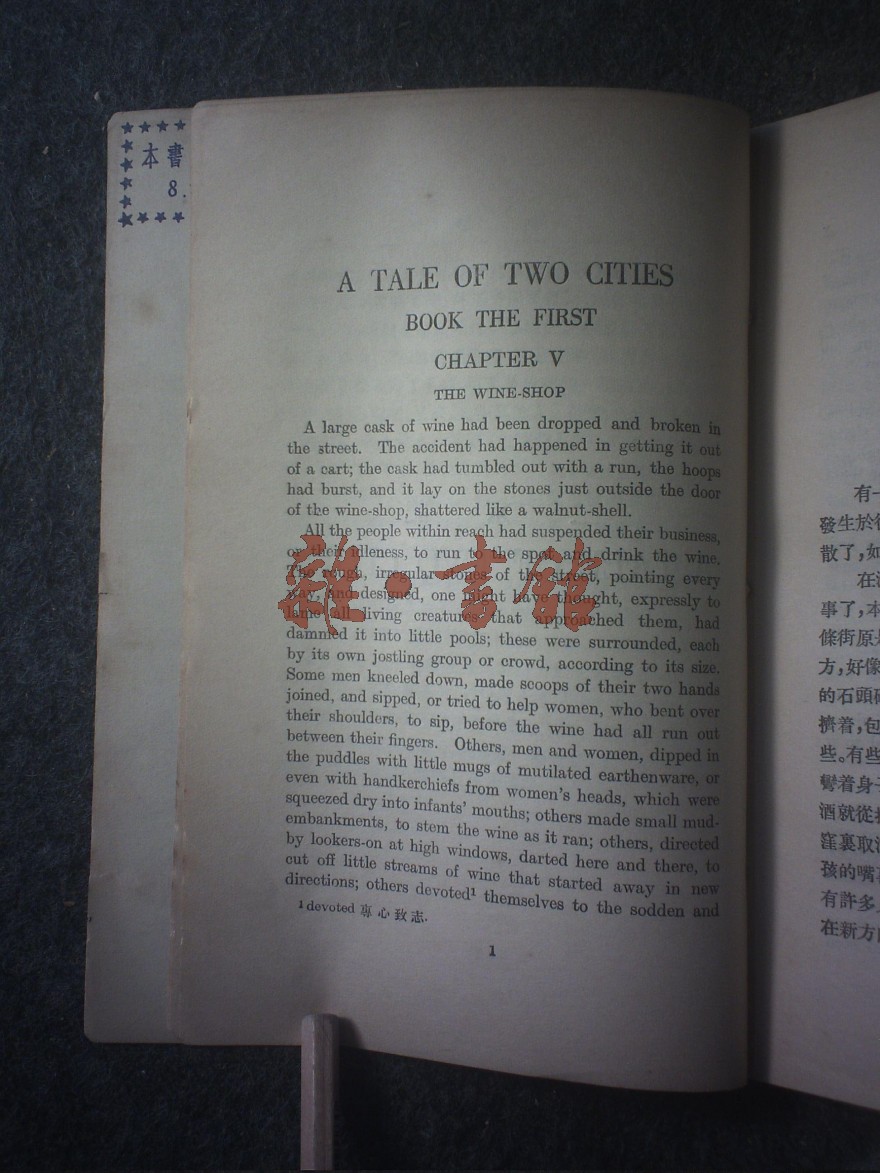 本書
8.
A TALE OF TWO CITIES
BOOK THE FIRST
CHAPTER V
THE WINE-SHOP
A large cask of wine had been dropped and broken in
the street. The accident had happened in getting it out
of a cart; the cask had tumbled out with a run, the hoops
had burst, and it lay on the stones just outside the door
of the wine-shop, shattered like a walnut-shell.
All the people within reach had suspended their business,
or their idleness, to run to the spot and drink the wine.
The rough, irregular stones of the street, pointing every
way, and designed, one might have thought, expressly to
lame all living creatures that approached them, had
dammed it into little pools; these were surrounded, each
by its own jostling group or crowd, according to its size.
Some men kneeled down, made scoops of their two hands
joined, and sipped, or tried to help women, who bent over
their shoulders, to sip, before the wine had all run out
between their fingers. Others, men and women, dipped in
the puddles with little mugs of mutilated earthenware, or
even with handkerchiefs from women's heads, which were
squeezed dry into infants' mouths; others made small mud-
embankments, to stem the wine as it ran; others, directed
by lookers-on at high windows, darted here and there, to
cut off little streams of wine that started away in new
directions; others devoted¹ themselves to the sodden and
¹ devoted 專心致志.
1
雜·書館
有一
發生於
散了,如
在
事了,本
條街原是
方,好像
的石頭
擠着,包
些。有些
彎着身子
酒就從
窪裏取
孩的嘴
有許多
在新方向